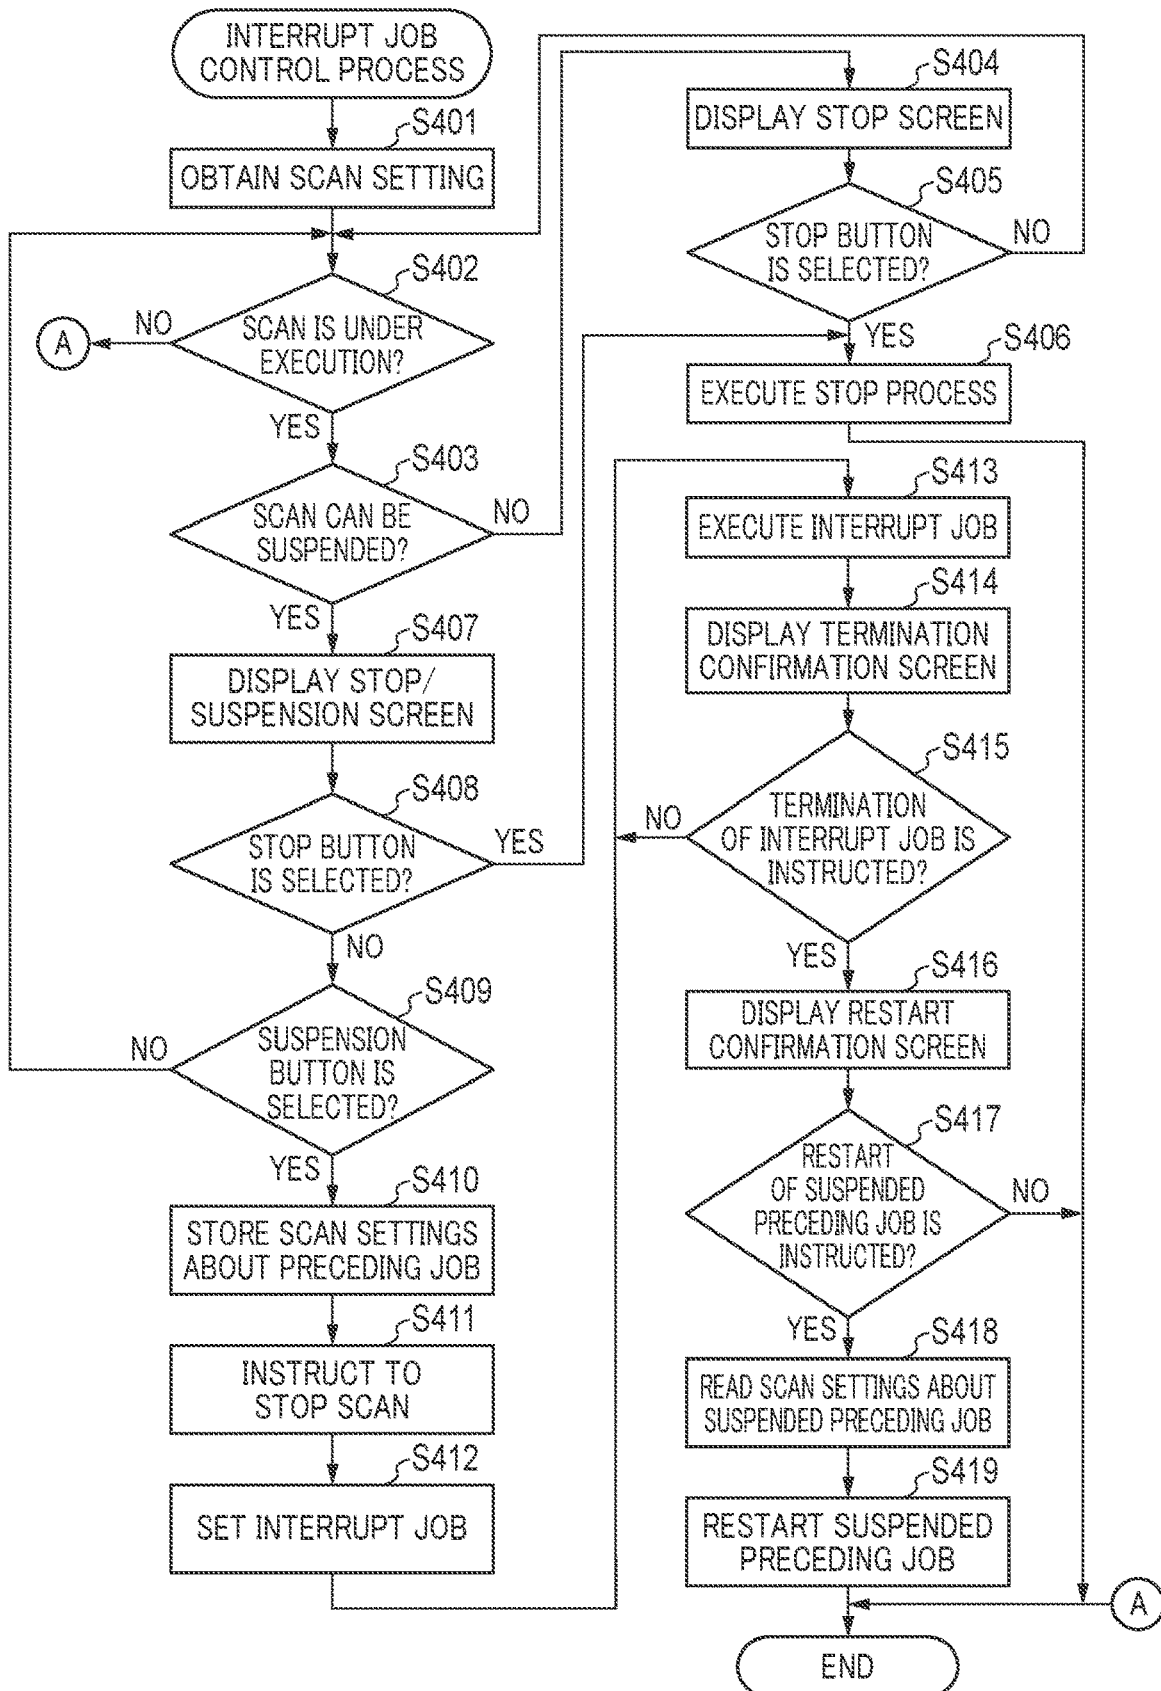 INTERRUPT JOB
CONTROL PROCESS
S401
OBTAIN SCAN SETTING
S402
SCAN IS UNDER
EXECUTION?
NO
A
YES
S403
SCAN CAN BE
SUSPENDED?
NO
YES
S407
DISPLAY STOP/
SUSPENSION SCREEN
S408
STOP BUTTON
IS SELECTED?
YES
NO
S409
SUSPENSION
BUTTON IS
SELECTED?
NO
YES
S410
STORE SCAN SETTINGS
ABOUT PRECEDING JOB
S411
INSTRUCT TO
STOP SCAN
S412
SET INTERRUPT JOB
S404
DISPLAY STOP SCREEN
S405
STOP BUTTON
IS SELECTED?
NO
YES
S406
EXECUTE STOP PROCESS
S413
EXECUTE INTERRUPT JOB
S414
DISPLAY TERMINATION
CONFIRMATION SCREEN
S415
TERMINATION
OF INTERRUPT JOB IS
INSTRUCTED?
NO
YES
S416
DISPLAY RESTART
CONFIRMATION SCREEN
S417
RESTART
OF SUSPENDED
PRECEDING JOB IS
INSTRUCTED?
NO
YES
S418
READ SCAN SETTINGS ABOUT
SUSPENDED PRECEDING JOB
S419
RESTART SUSPENDED
PRECEDING JOB
A
END